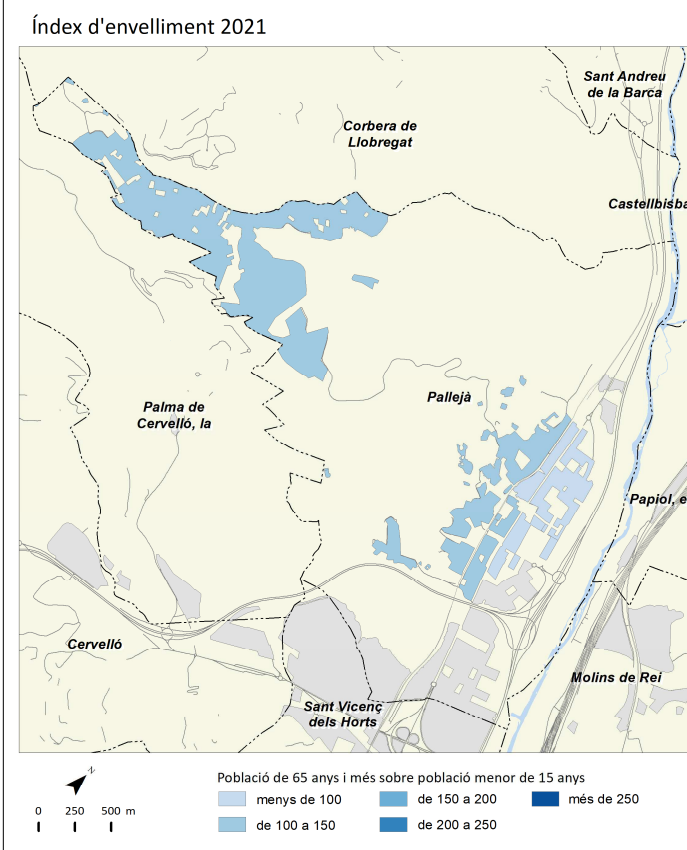 Índex d'envelliment 2021
Sant Andreu
de la Barca
Corbera de
Llobregat
Castellbisba
Pallejà
Palma de
Cervelló, la
Papiol, e
Cervelló
Molins de Rei
Sant Vicenç
dels Horts
N
0 250 500 m
Població de 65 anys i més sobre població menor de 15 anys
menys de 100
de 150 a 200
més de 250
de 100 a 150
de 200 a 250